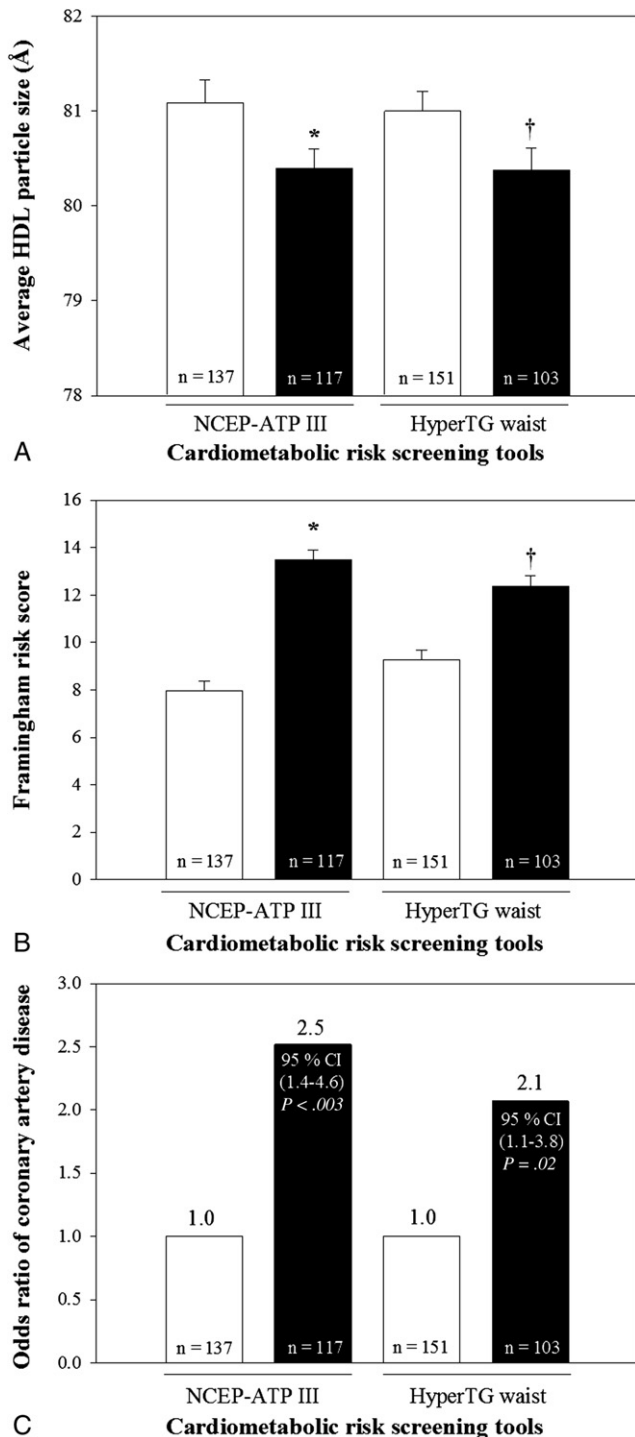 82
81
80
79
78
Average HDL particle size (Å)
*
†
n = 137
n = 117
n = 151
n = 103
NCEP-ATP III
HyperTG waist
A
Cardiometabolic risk screening tools
16
14
12
10
8
6
4
2
0
Framingham risk score
*
†
n = 137
n = 117
n = 151
n = 103
NCEP-ATP III
HyperTG waist
B
Cardiometabolic risk screening tools
3.0
2.5
2.0
1.5
1.0
0.5
0.0
Odds ratio of coronary artery disease
1.0
2.5
95 % CI
(1.4-4.6)
P < .003
1.0
2.1
95 % CI
(1.1-3.8)
P = .02
n = 137
n = 117
n = 151
n = 103
NCEP-ATP III
HyperTG waist
C
Cardiometabolic risk screening tools